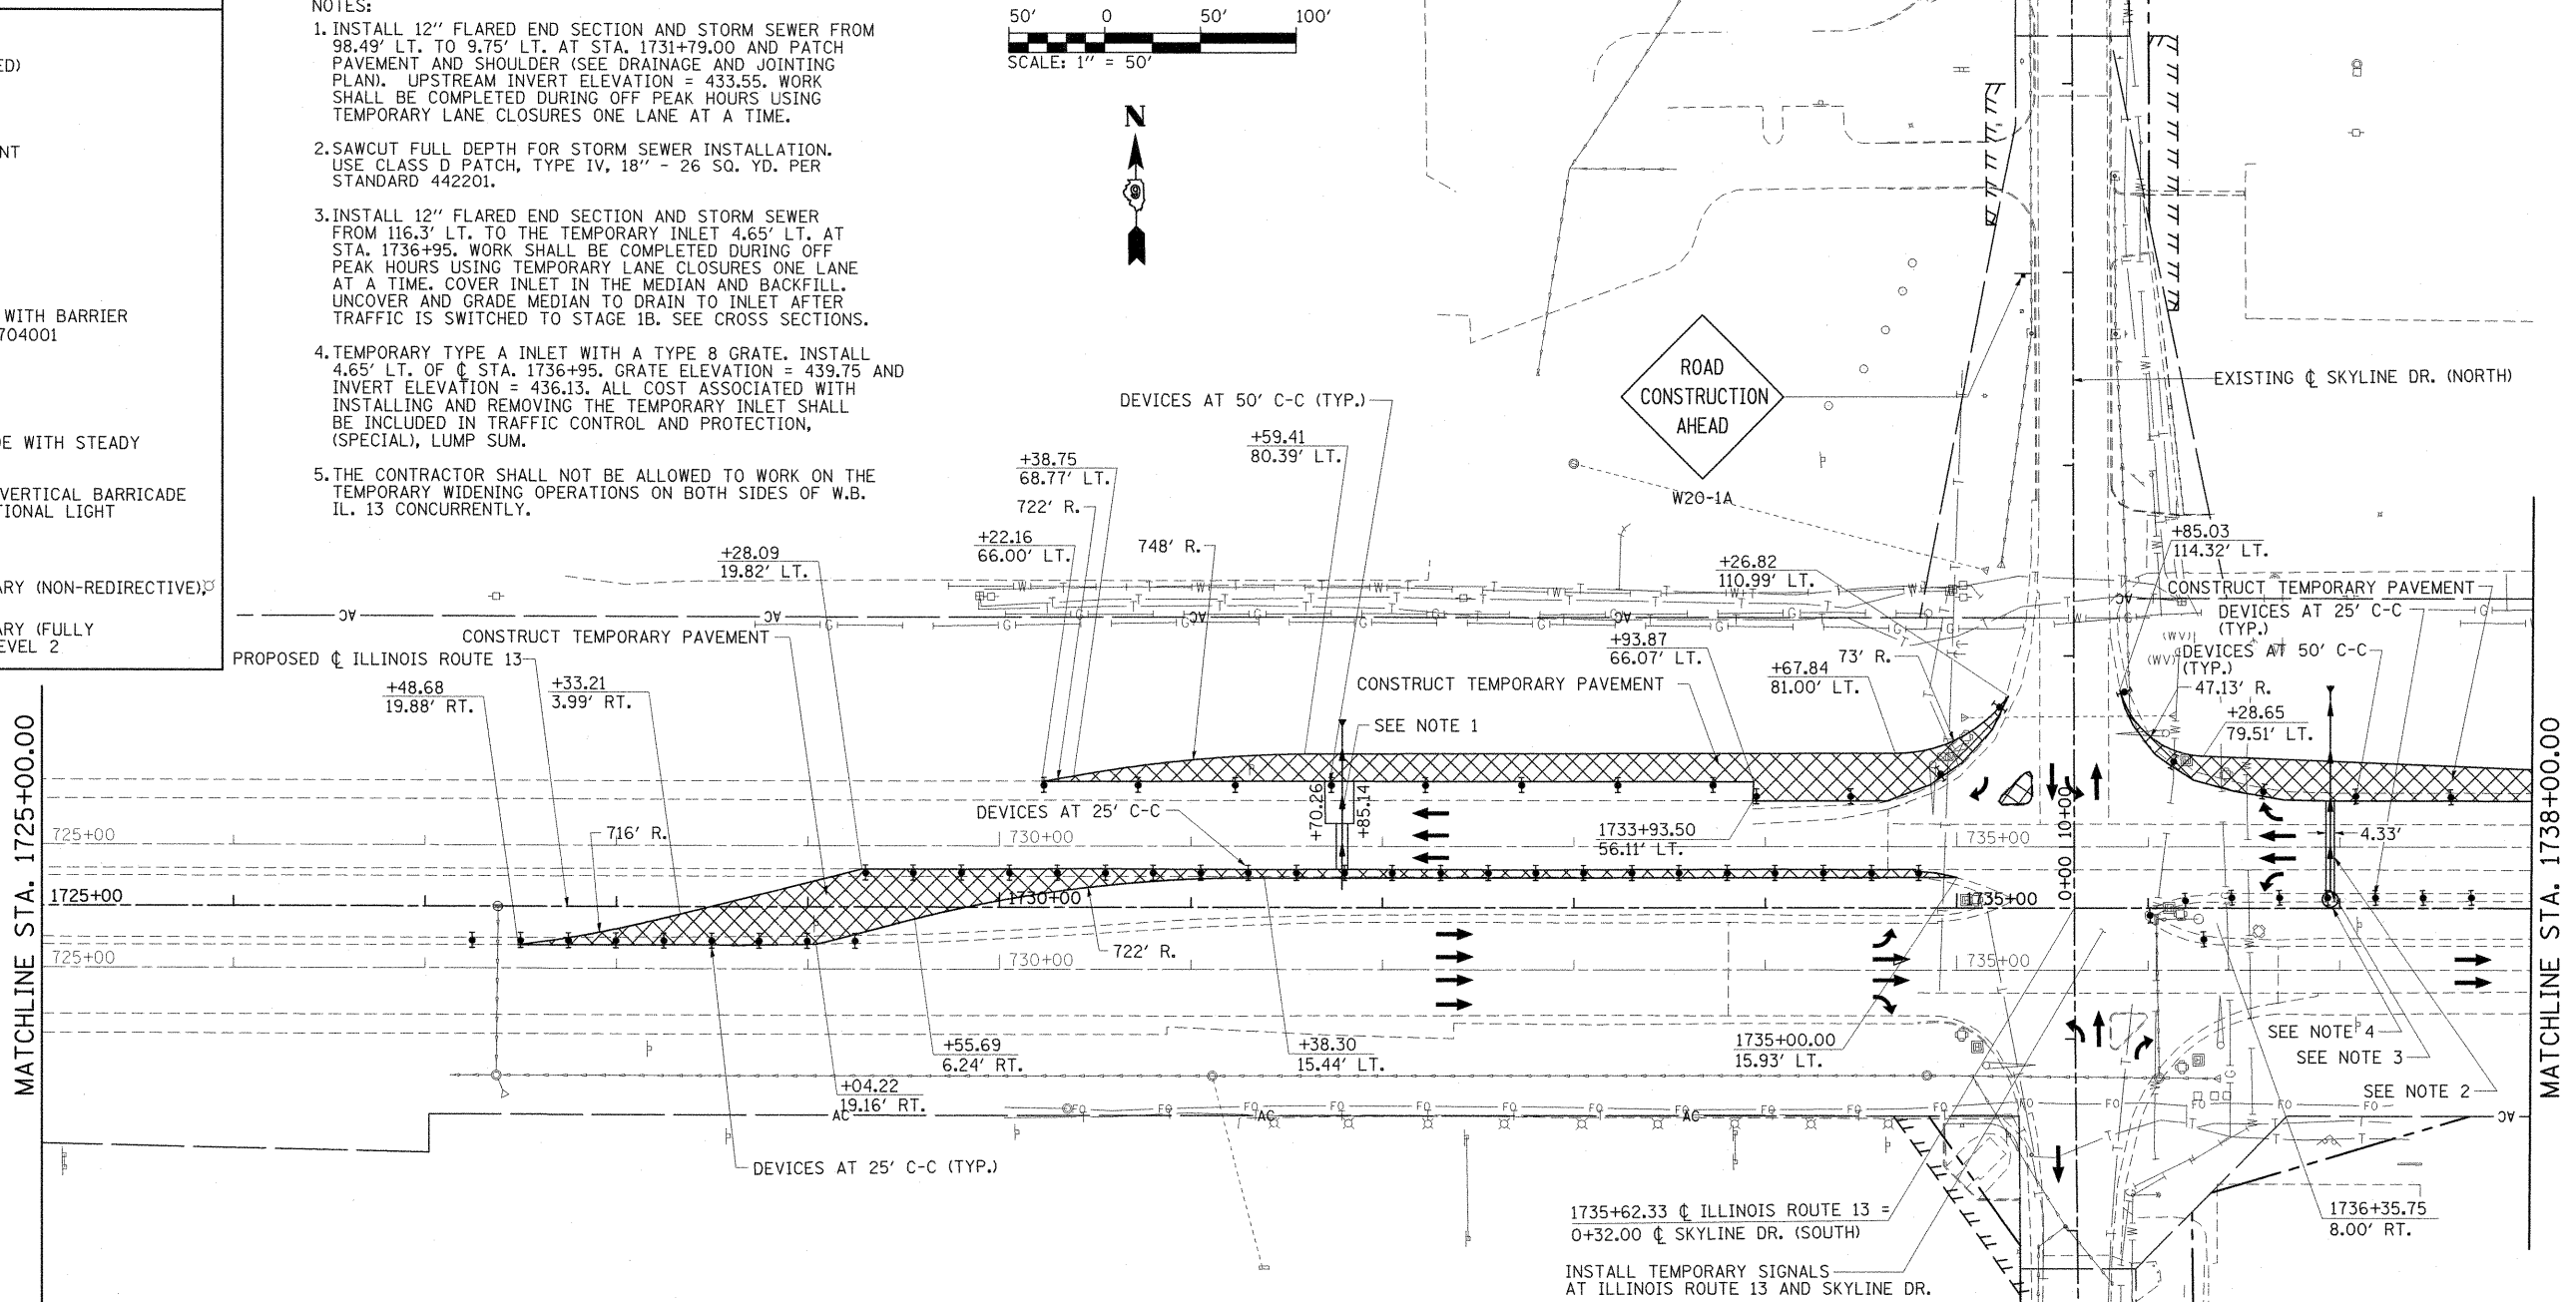 ED)
NT
WITH BARRIER
704001
DE WITH STEADY
VERTICAL BARRICADE
TIONAL LIGHT
ARY (NON-REDIRECTIVE),
ARY (FULLY
EVEL 2
NOTES:
1. INSTALL 12'' FLARED END SECTION AND STORM SEWER FROM
98.49' LT. TO 9.75' LT. AT STA. 1731+79.00 AND PATCH
PAVEMENT AND SHOULDER (SEE DRAINAGE AND JOINTING
PLAN). UPSTREAM INVERT ELEVATION = 433.55. WORK
SHALL BE COMPLETED DURING OFF PEAK HOURS USING
TEMPORARY LANE CLOSURES ONE LANE AT A TIME.
2. SAWCUT FULL DEPTH FOR STORM SEWER INSTALLATION.
USE CLASS D PATCH, TYPE IV, 18'' - 26 SQ. YD. PER
STANDARD 442201.
3. INSTALL 12'' FLARED END SECTION AND STORM SEWER
FROM 116.3' LT. TO THE TEMPORARY INLET 4.65' LT. AT
STA. 1736+95. WORK SHALL BE COMPLETED DURING OFF
PEAK HOURS USING TEMPORARY LANE CLOSURES ONE LANE
AT A TIME. COVER INLET IN THE MEDIAN AND BACKFILL.
UNCOVER AND GRADE MEDIAN TO DRAIN TO INLET AFTER
TRAFFIC IS SWITCHED TO STAGE 1B. SEE CROSS SECTIONS.
4. TEMPORARY TYPE A INLET WITH A TYPE 8 GRATE. INSTALL
4.65' LT. OF ℄ STA. 1736+95. GRATE ELEVATION = 439.75 AND
INVERT ELEVATION = 436.13. ALL COST ASSOCIATED WITH
INSTALLING AND REMOVING THE TEMPORARY INLET SHALL
BE INCLUDED IN TRAFFIC CONTROL AND PROTECTION,
(SPECIAL), LUMP SUM.
5. THE CONTRACTOR SHALL NOT BE ALLOWED TO WORK ON THE
TEMPORARY WIDENING OPERATIONS ON BOTH SIDES OF W.B.
IL. 13 CONCURRENTLY.
50' 0 50' 100'
SCALE: 1'' = 50'
N
9
ROAD
CONSTRUCTION
AHEAD
W20-1A
EXISTING ℄ SKYLINE DR. (NORTH)
DEVICES AT 50' C-C (TYP.)
+59.41
80.39' LT.
+38.75
68.77' LT.
722' R.
+22.16
66.00' LT.
748' R.
+28.09
19.82' LT.
+26.82
110.99' LT.
+85.03
114.32' LT.
CONSTRUCT TEMPORARY PAVEMENT
DEVICES AT 25' C-C
(TYP.)
DEVICES AT 50' C-C
(TYP.)
47.13' R.
+28.65
79.51' LT.
CONSTRUCT TEMPORARY PAVEMENT
PROPOSED ℄ ILLINOIS ROUTE 13
+48.68
19.88' RT.
+33.21
3.99' RT.
+93.87
66.07' LT.
+67.84
81.00' LT.
73' R.
CONSTRUCT TEMPORARY PAVEMENT
SEE NOTE 1
MATCHLINE STA. 1725+00.00
MATCHLINE STA. 1738+00.00
+70.26
+85.14
DEVICES AT 25' C-C
716' R.
725+00
730+00
735+00
1733+93.50
56.11' LT.
4.33'
0+00
10+00
1725+00
1730+00
1735+00
722' R.
725+00
730+00
735+00
+55.69
6.24' RT.
+38.30
15.44' LT.
1735+00.00
15.93' LT.
+04.22
19.16' RT.
SEE NOTE 4
SEE NOTE 3
SEE NOTE 2
DEVICES AT 25' C-C (TYP.)
1735+62.33 ℄ ILLINOIS ROUTE 13 =
0+32.00 ℄ SKYLINE DR. (SOUTH)
1736+35.75
8.00' RT.
INSTALL TEMPORARY SIGNALS
AT ILLINOIS ROUTE 13 AND SKYLINE DR.